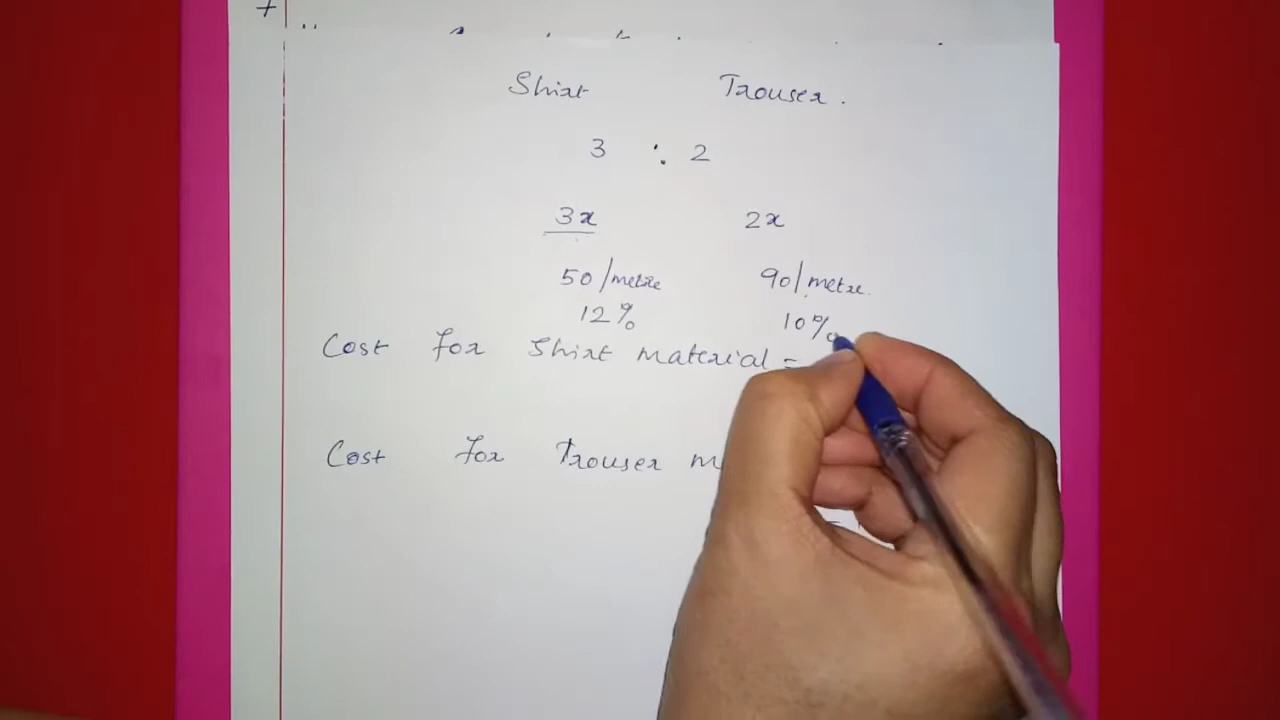 Shirt Trouser.
3 : 2
3x 2x
50/metre 90/metre.
12% 10%
Cost for Shirt material =
Cost for Trouser